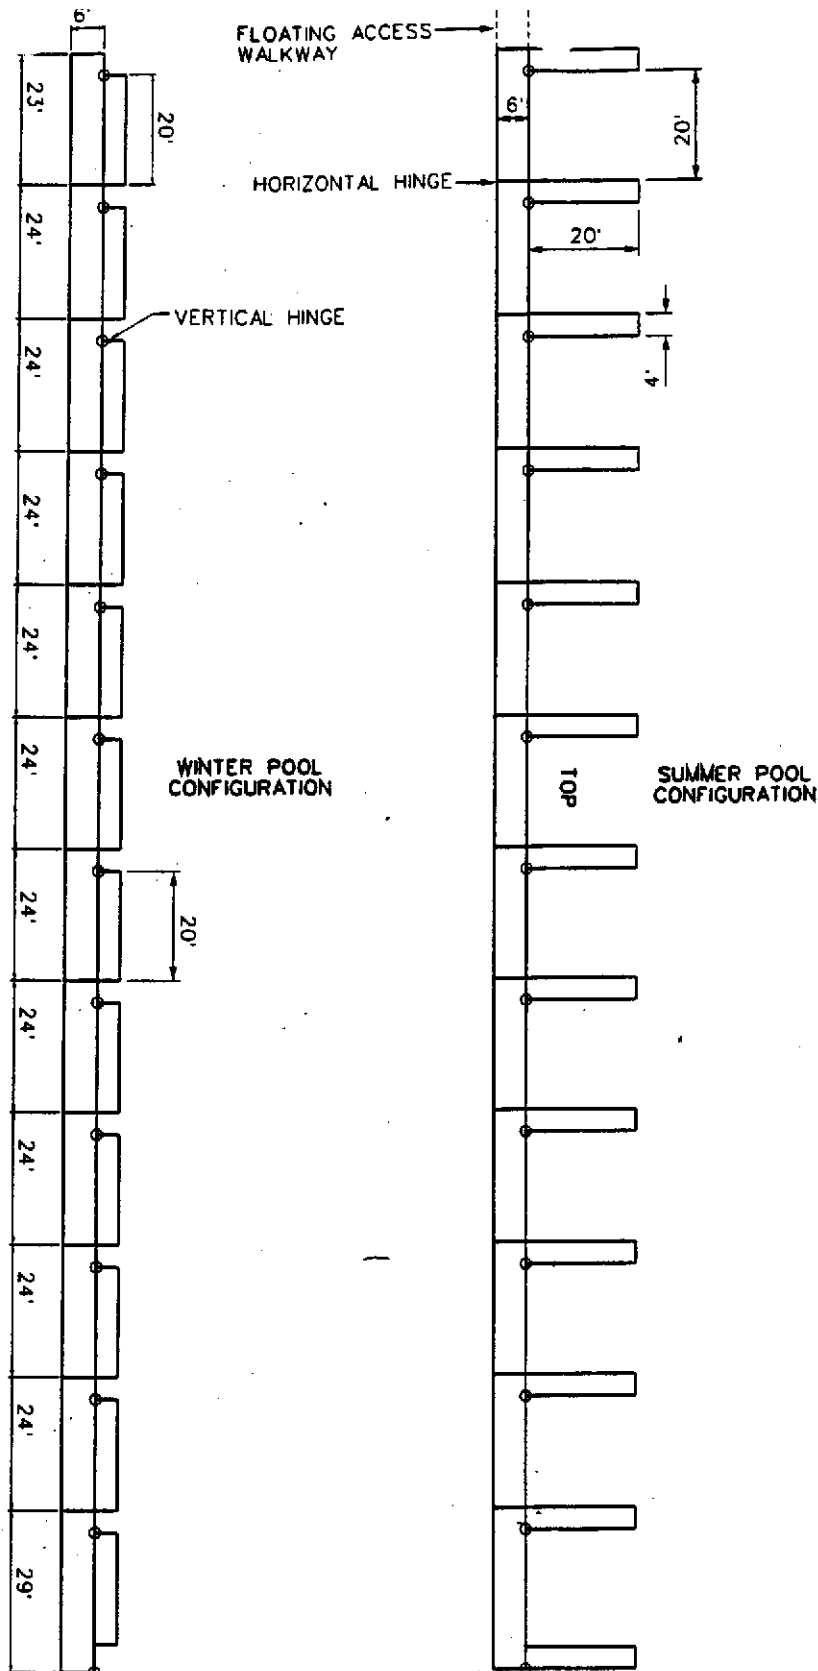 6'
FLOATING ACCESS
WALKWAY
23'
20'
6'
20'
HORIZONTAL HINGE
24'
20'
VERTICAL HINGE
24'
4'
24'
24'
24'
WINTER POOL
CONFIGURATION
TOP
SUMMER POOL
CONFIGURATION
24'
20'
24'
24'
24'
24'
29'